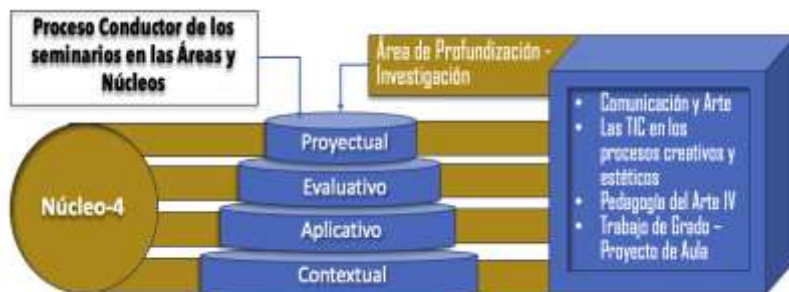 Proceso Conductor de los
seminarios en las Áreas y
Núcleos
Área de Profundización -
Investigación
Núcleo-4
Proyectual
Evaluativo
Aplicativo
Contextual
• Comunicación y Arte
• Las TIC en los
procesos creativos y
estéticos
• Pedagogía del Arte IV
• Trabajo de Grado –
Proyecto de Aula